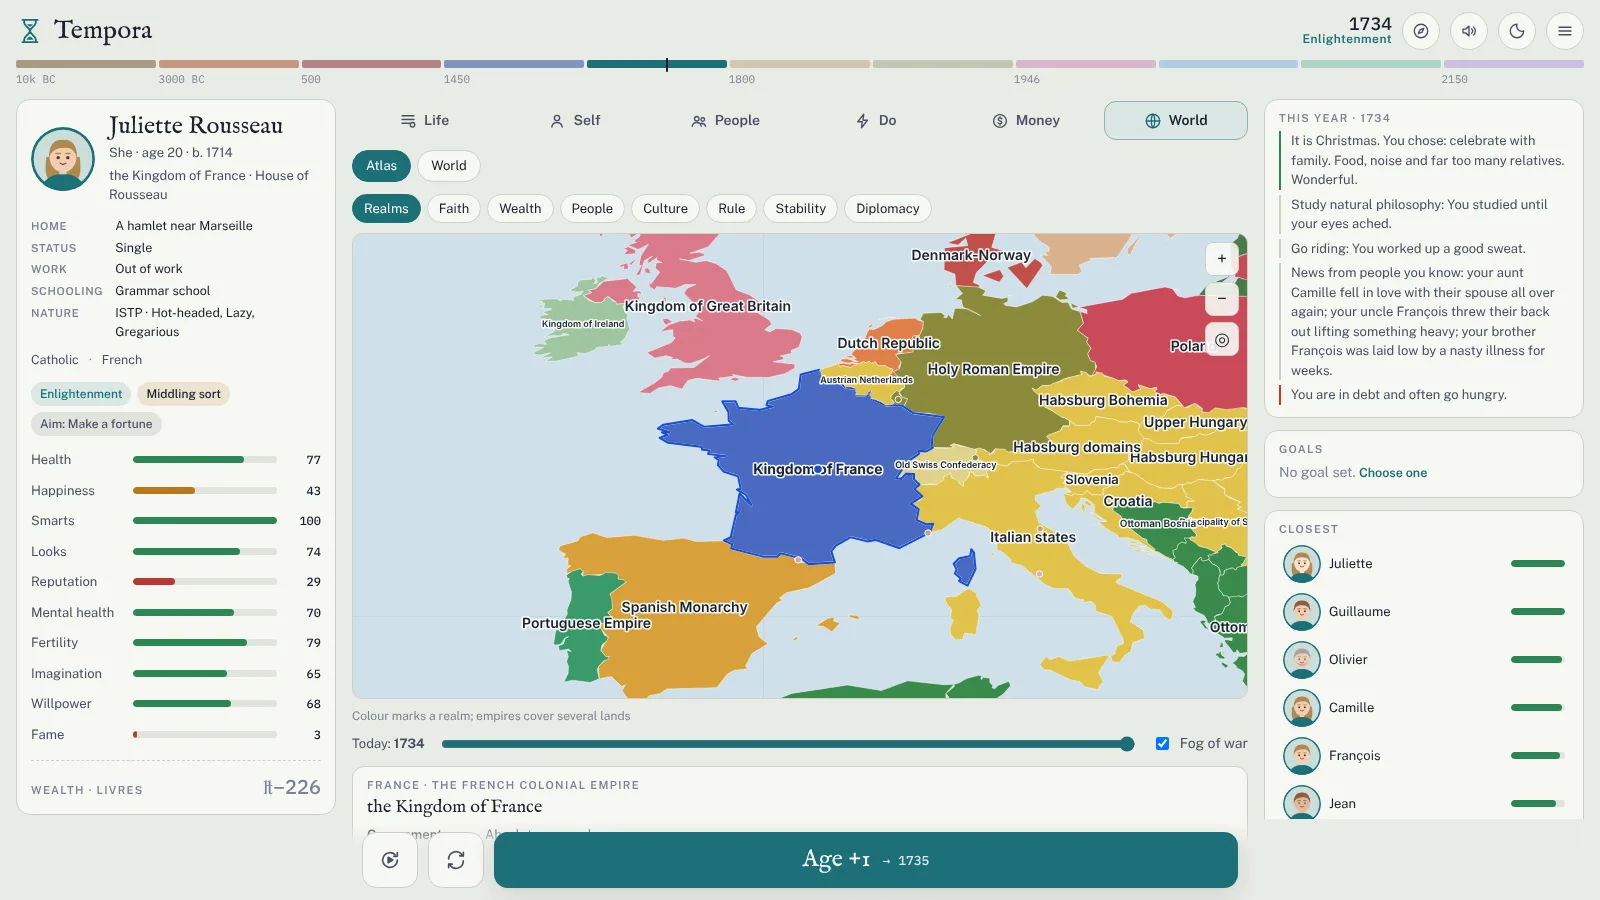 Tempora
1734
Enlightenment
10k BC
3000 BC
500
1450
1800
1946
2150
Juliette Rousseau
She · age 20 · b. 1714
the Kingdom of France · House of
Rousseau
HOME A hamlet near Marseille
STATUS Single
WORK Out of work
SCHOOLING Grammar school
NATURE ISTP · Hot-headed, Lazy,
Gregarious
Catholic · French
Enlightenment Middling sort
Aim: Make a fortune
Health 77
Happiness 43
Smarts 100
Looks 74
Reputation 29
Mental health 70
Fertility 79
Imagination 65
Willpower 68
Fame 3
WEALTH · LIVRES ₶−226
Life Self People Do Money World
Atlas World
Realms Faith Wealth People Culture Rule Stability Diplomacy
Denmark-Norway
Kingdom of Great Britain
Kingdom of Ireland
Dutch Republic
Poland
Holy Roman Empire
Austrian Netherlands
Habsburg Bohemia
Upper Hungary
Habsburg domains
Habsburg Hungar
Kingdom of France
Old Swiss Confederacy
Slovenia
Croatia
Ottoman Bosnia
cipality of S
Italian states
Spanish Monarchy
Portuguese Empire
Ottom
+
−
Colour marks a realm; empires cover several lands
Today: 1734
Fog of war
FRANCE · THE FRENCH COLONIAL EMPIRE
the Kingdom of France
Age +1 → 1735
THIS YEAR · 1734
It is Christmas. You chose: celebrate with
family. Food, noise and far too many relatives.
Wonderful.
Study natural philosophy: You studied until
your eyes ached.
Go riding: You worked up a good sweat.
News from people you know: your aunt
Camille fell in love with their spouse all over
again; your uncle François threw their back
out lifting something heavy; your brother
François was laid low by a nasty illness for
weeks.
You are in debt and often go hungry.
GOALS
No goal set. Choose one
CLOSEST
Juliette
Guillaume
Olivier
Camille
François
Jean